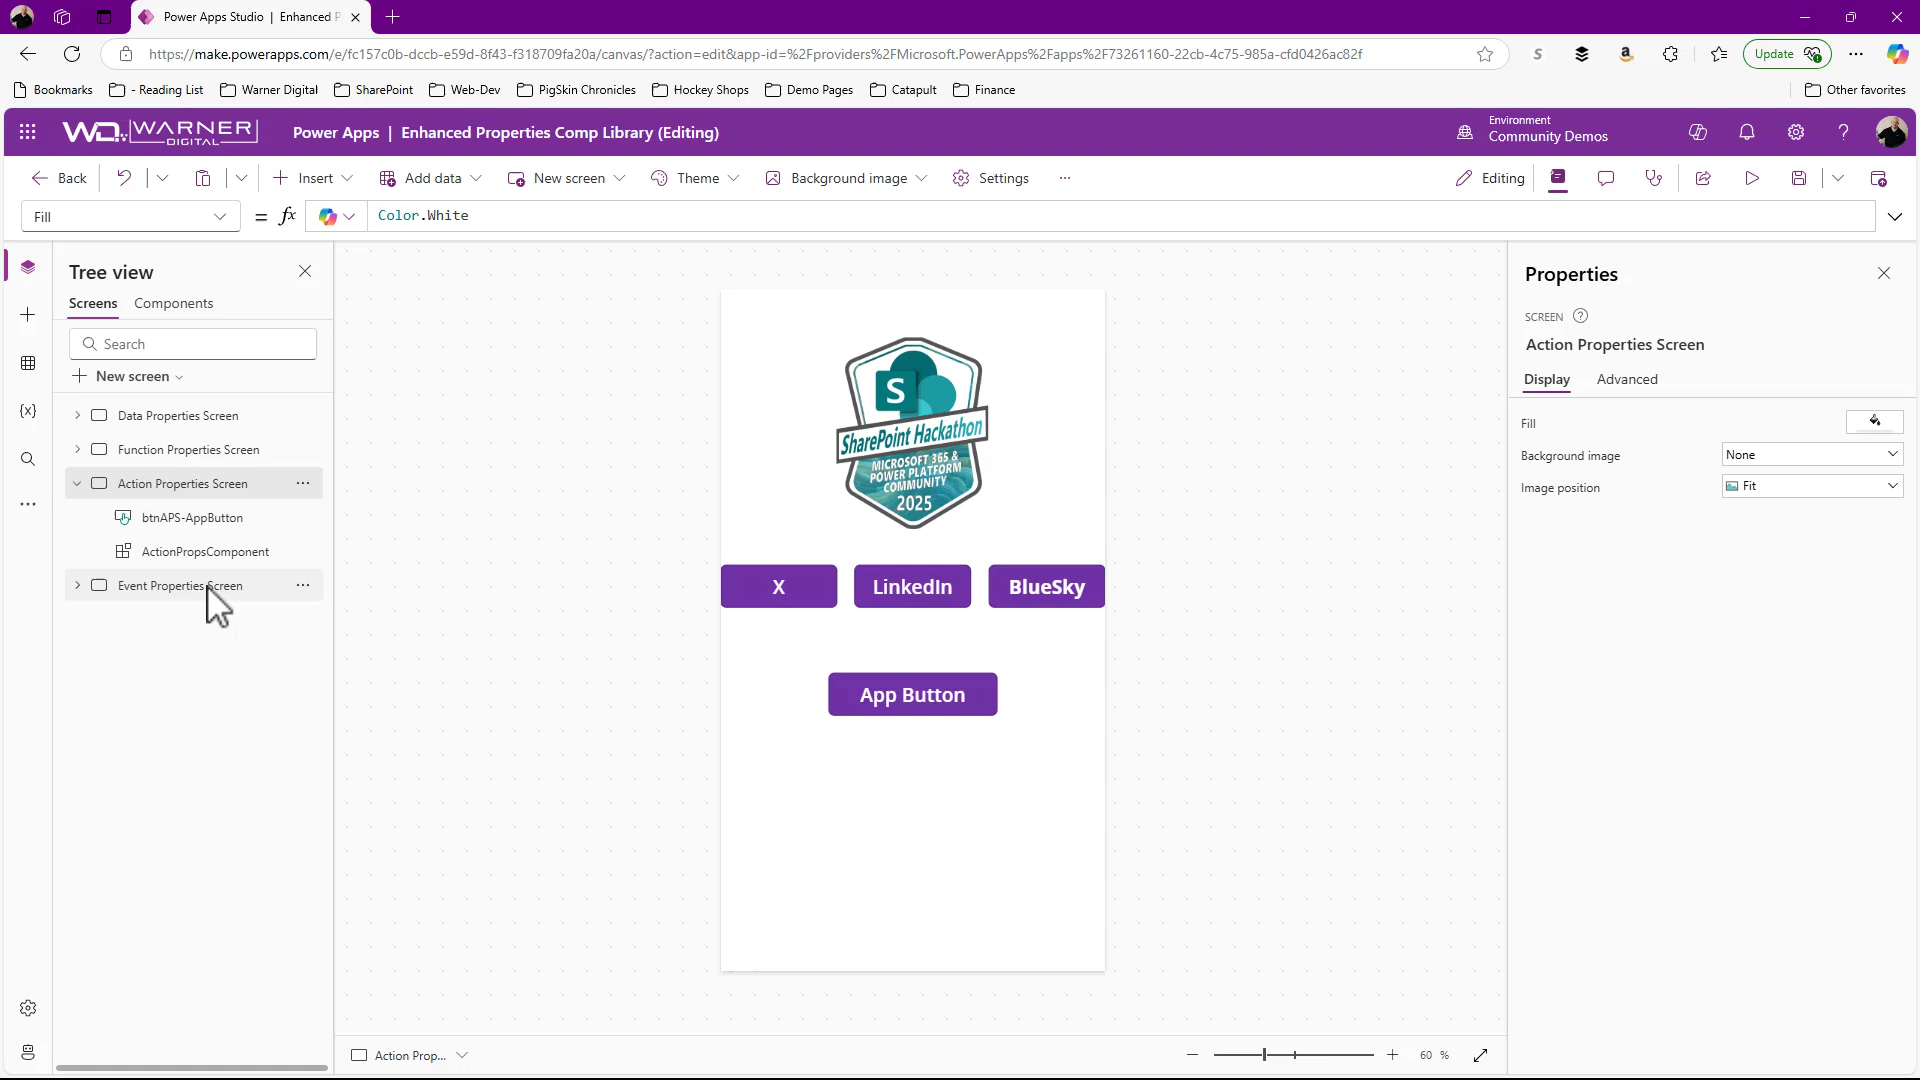 Power Apps Studio | Enhanced P
https://make.powerapps.com/e/fc157c0b-dccb-e59d-8f43-f318709fa20a/canvas/?action=edit&app-id=%2Fproviders%2FMicrosoft.PowerApps%2Fapps%2F73261160-22cb-4c75-985a-cfd0426ac82f
Update
Bookmarks
- Reading List
Warner Digital
SharePoint
Web-Dev
PigSkin Chronicles
Hockey Shops
Demo Pages
Catapult
Finance
Other favorites
WD WARNER
DIGITAL
Power Apps | Enhanced Properties Comp Library (Editing)
Environment
Community Demos
Back
Insert
Add data
New screen
Theme
Background image
Settings
Editing
Fill
= fx
Color.White
Tree view
Screens
Components
Search
New screen
Data Properties Screen
Function Properties Screen
Action Properties Screen
btnAPS-AppButton
ActionPropsComponent
Event Properties Screen
S
SharePoint Hackathon
MICROSOFT 365 &
POWER PLATFORM
COMMUNITY
2025
X
LinkedIn
BlueSky
App Button
Action Prop...
60 %
Properties
SCREEN
Action Properties Screen
Display
Advanced
Fill
Background image
None
Image position
Fit